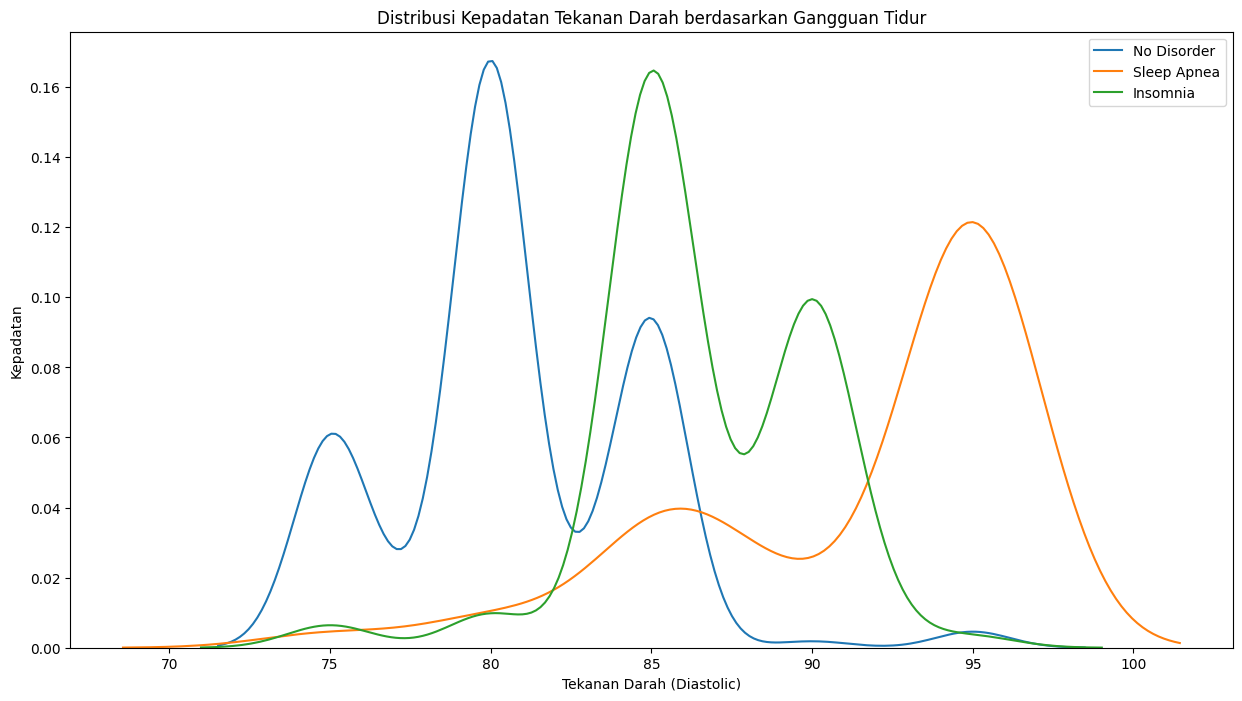 Distribusi Kepadatan Tekanan Darah berdasarkan Gangguan Tidur
No Disorder
Sleep Apnea
Insomnia
Kepadatan
0.16
0.14
0.12
0.10
0.08
0.06
0.04
0.02
0.00
70 75 80 85 90 95 100
Tekanan Darah (Diastolic)